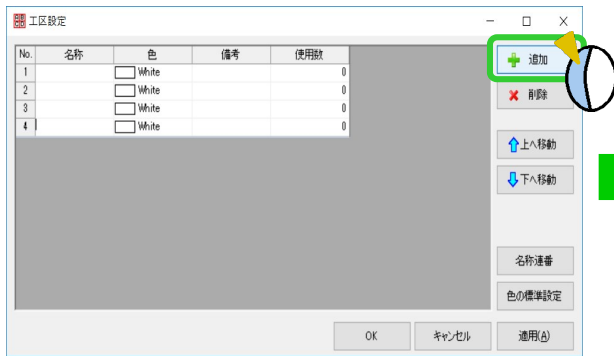 工区設定
No. 名称 色 備考 使用数
1 White 0
2 White 0
3 White 0
4 White 0
追加
削除
上へ移動
下へ移動
名称連番
色の標準設定
OK キャンセル 適用(A)